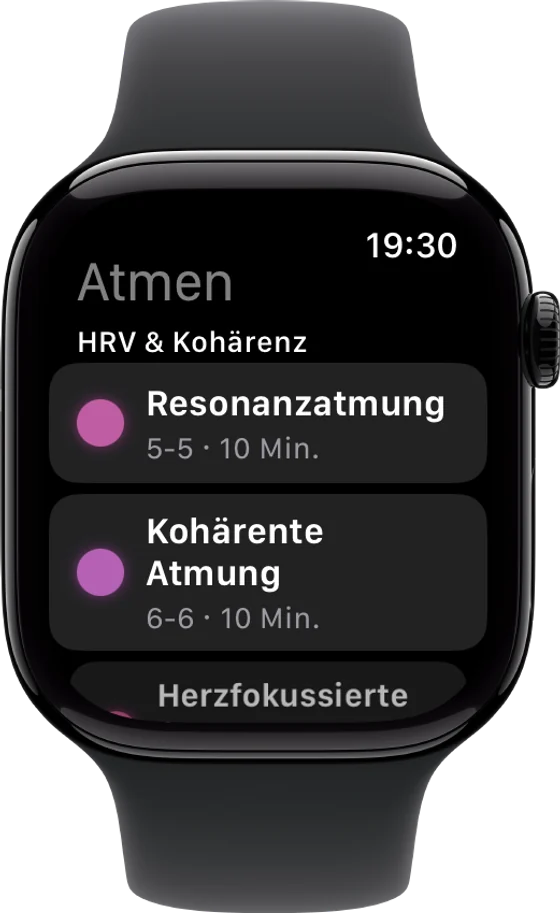 19:30
Atmen
HRV & Kohärenz
Resonanzatmung
5-5 · 10 Min.
Kohärente
Atmung
6-6 · 10 Min.
Herzfokussierte